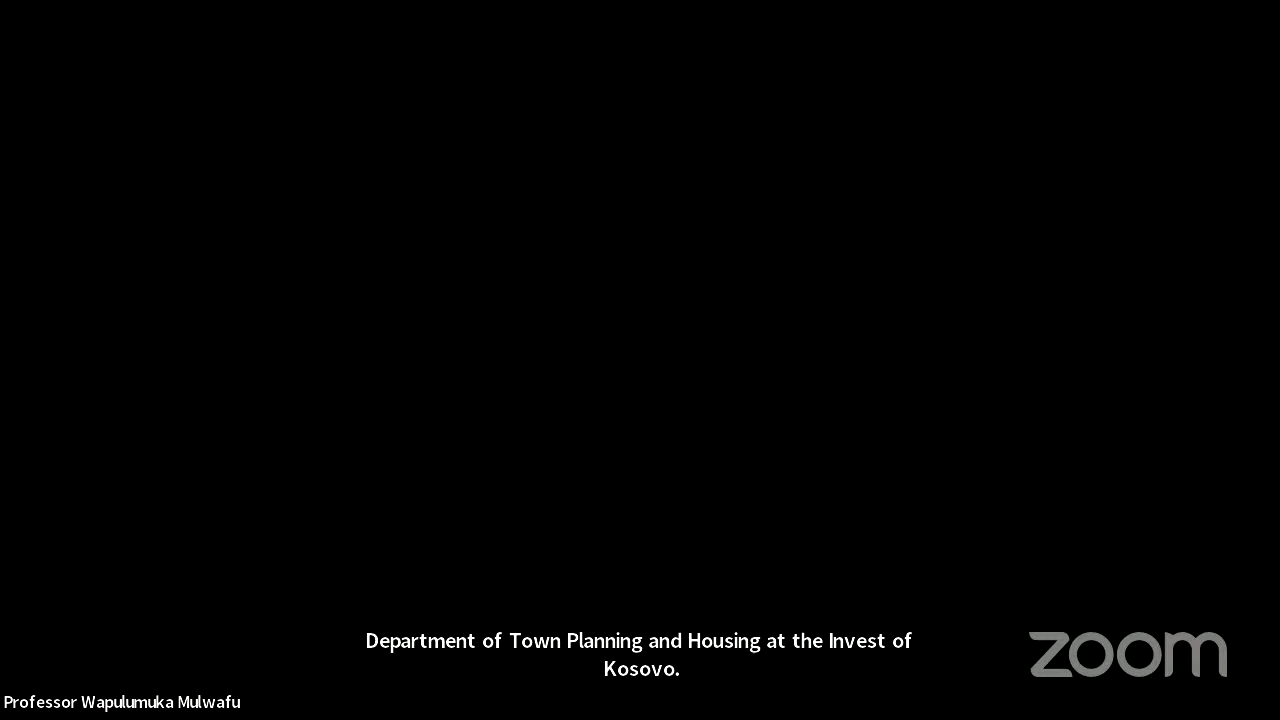 Department of Town Planning and Housing at the Invest of
Kosovo.
zoom
Professor Wapulumuka Mulwafu